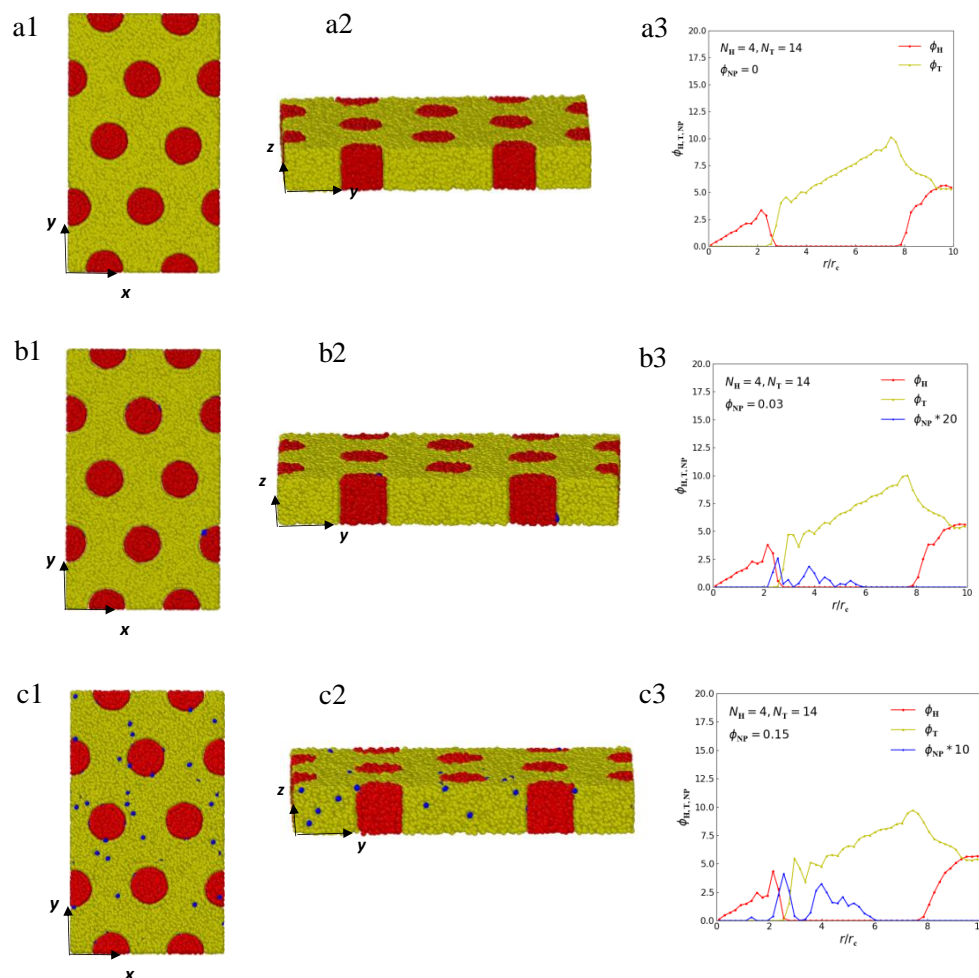 a1
y
x
a2
z
y
a3
20.0
17.5
15.0
12.5
10.0
7.5
5.0
2.5
0.0
ϕH,T,NP
N_H = 4, N_T = 14
ϕ_NP = 0
ϕ_H
ϕ_T
0 2 4 6 8 10
r/r_c
b1
y
x
b2
z
y
b3
20.0
17.5
15.0
12.5
10.0
7.5
5.0
2.5
0.0
ϕH,T,NP
N_H = 4, N_T = 14
ϕ_NP = 0.03
ϕ_H
ϕ_T
ϕ_NP * 20
0 2 4 6 8 10
r/r_c
c1
y
x
c2
z
y
c3
20.0
17.5
15.0
12.5
10.0
7.5
5.0
2.5
0.0
ϕH,T,NP
N_H = 4, N_T = 14
ϕ_NP = 0.15
ϕ_H
ϕ_T
ϕ_NP * 10
0 2 4 6 8
r/r_c